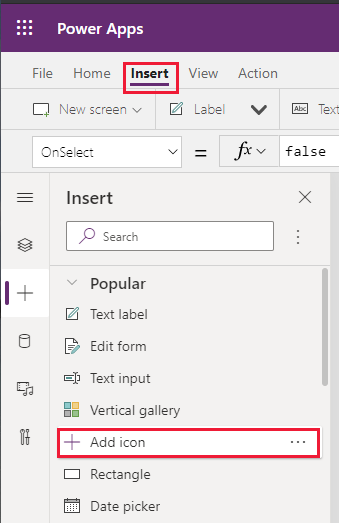 Power Apps
File Home Insert View Action
New screen Label Abc
OnSelect = fx false
Insert
Search
Popular
Text label
Edit form
Text input
Vertical gallery
Add icon ...
Rectangle
Date picker